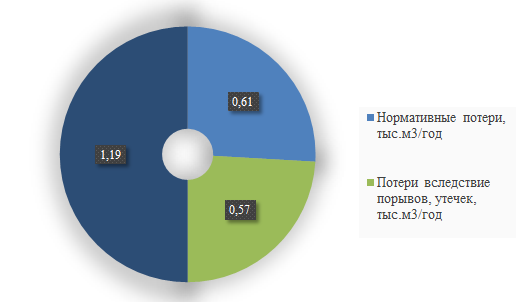 0,61
1,19
0,57
Нормативные потери,
тыс.м3/год
Потери вследствие
порывов, утечек,
тыс.м3/год